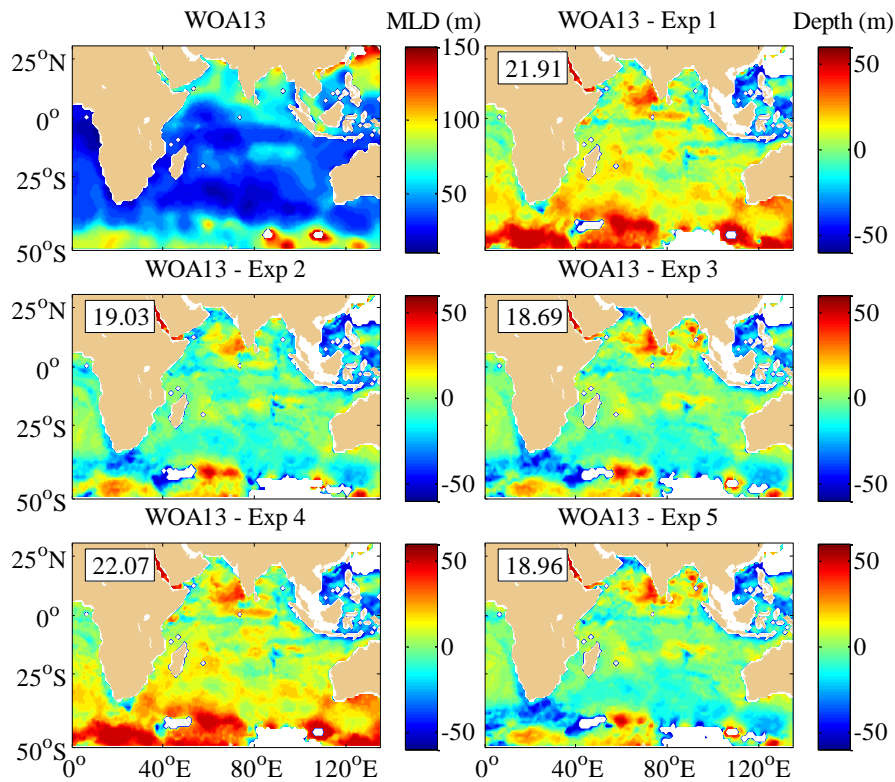 WOA13 MLD (m) WOA13 - Exp 1 Depth (m)
25°N 150 21.91 50
0° 100 0
25°S 50
50°S -50
WOA13 - Exp 2 WOA13 - Exp 3
25°N 19.03 50 18.69 50
0° 0 0
25°S
50°S -50 -50
WOA13 - Exp 4 WOA13 - Exp 5
25°N 22.07 50 18.96 50
0° 0 0
25°S
50°S -50 -50
0° 40°E 80°E 120°E 0° 40°E 80°E 120°E